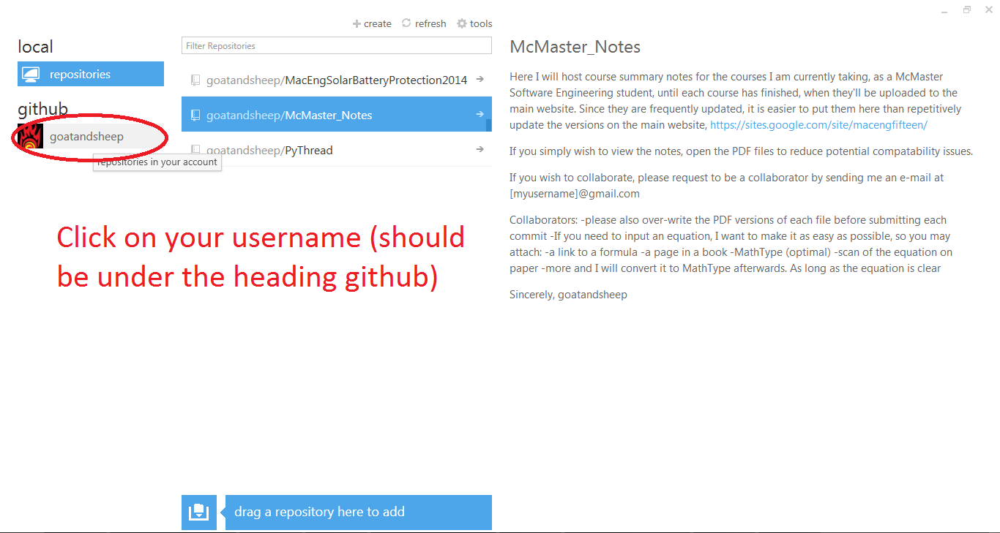 create refresh tools
local
Filter Repositories
repositories
goatandsheep/MacEngSolarBatteryProtection2014
github
goatandsheep/McMaster_Notes
goatandsheep
goatandsheep/PyThread
repositories in your account
Click on your username (should
be under the heading github)
drag a repository here to add
McMaster_Notes
Here I will host course summary notes for the courses I am currently taking, as a McMaster
Software Engineering student, until each course has finished, when they'll be uploaded to the
main website. Since they are frequently updated, it is easier to put them here than repetitively
update the versions on the main website, https://sites.google.com/site/macengfifteen/
If you simply wish to view the notes, open the PDF files to reduce potential compatability issues.
If you wish to collaborate, please request to be a collaborator by sending me an e-mail at
[myusername]@gmail.com
Collaborators: -please also over-write the PDF versions of each file before submitting each
commit -If you need to input an equation, I want to make it as easy as possible, so you may
attach: -a link to a formula -a page in a book -MathType (optimal) -scan of the equation on
paper -more and I will convert it to MathType afterwards. As long as the equation is clear
Sincerely, goatandsheep